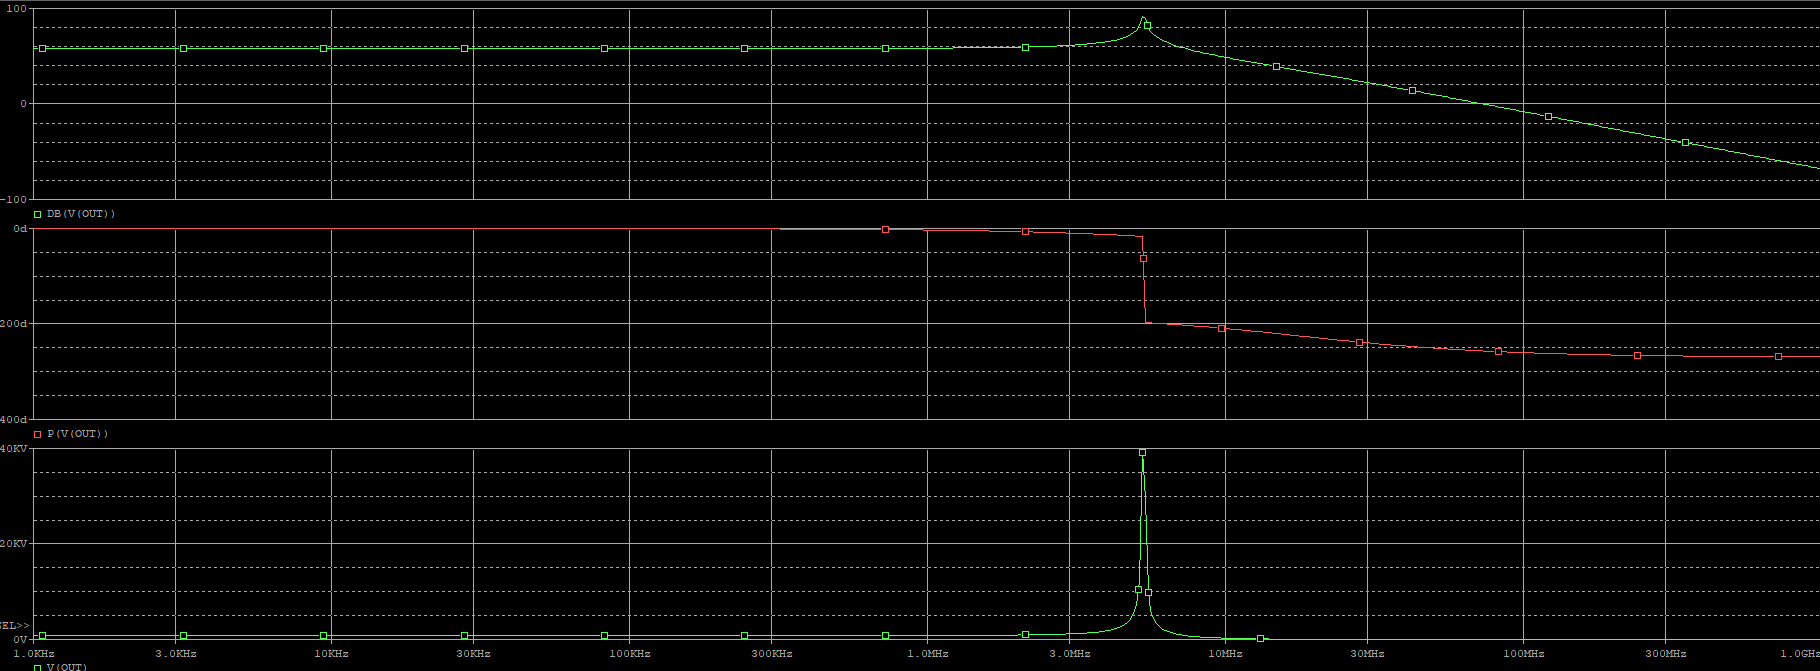 100
0
-100
DB(V(OUT))
0d
200d
400d
P(V(OUT))
40KV
20KV
SEL>>
0V
1.0KHz 3.0KHz 10KHz 30KHz 100KHz 300KHz 1.0MHz 3.0MHz 10MHz 30MHz 100MHz 300MHz 1.0GHz
V(OUT)